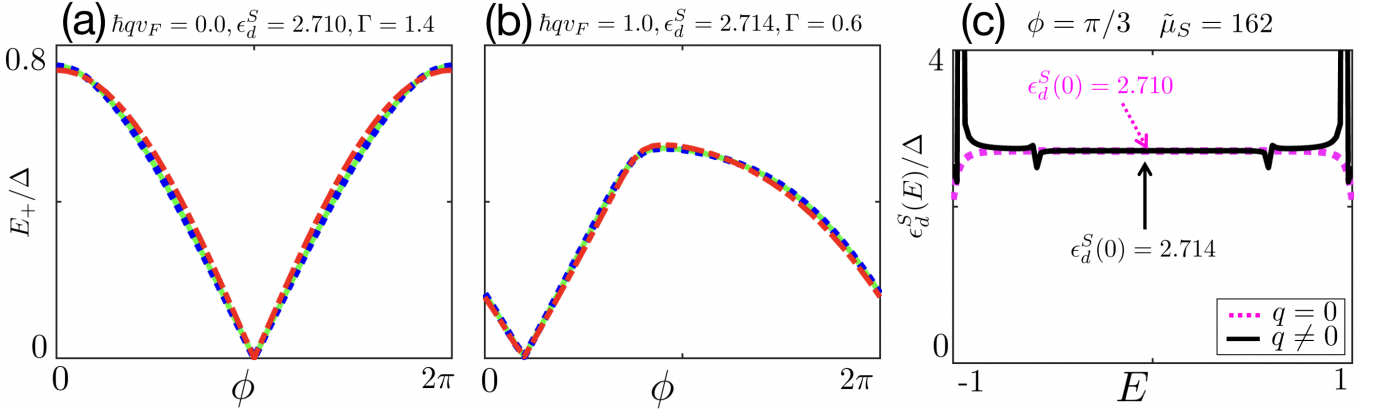 (a) ħqv_F = 0.0, ϵ_d^S = 2.710, Γ = 1.4
0.8
E_+/Δ
0
0
ϕ
2π
(b) ħqv_F = 1.0, ϵ_d^S = 2.714, Γ = 0.6
0
ϕ
2π
(c) ϕ = π/3 μ̃_S = 162
4
ϵ_d^S(E)/Δ
0
ϵ_d^S(0) = 2.710
ϵ_d^S(0) = 2.714
q = 0
q ≠ 0
-1
E
1